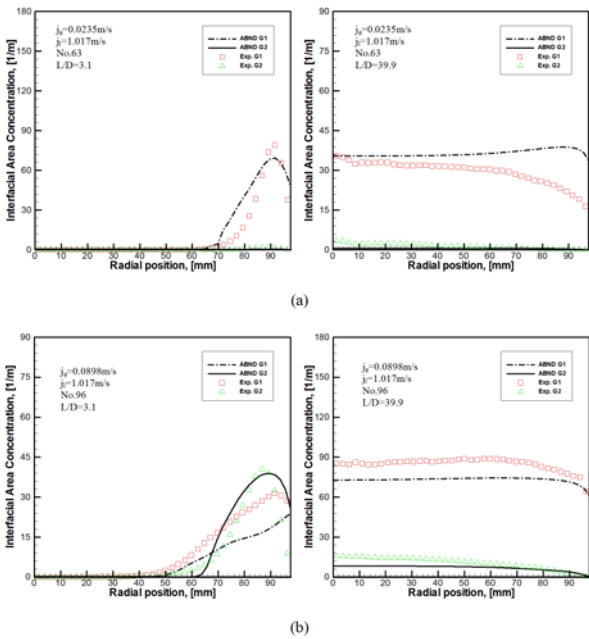 180
150
120
90
60
30
0
Interfacial Area Concentration, [1/m]
j_g=0.0235m/s
j_l=1.017m/s
No.63
L/D=3.1
ABND G1
ABND G2
Exp. G1
Exp. G2
0 10 20 30 40 50 60 70 80 90
Radial position, [mm]
90
75
60
45
30
15
0
Interfacial Area Concentration, [1/m]
j_g=0.0235m/s
j_l=1.017m/s
No.63
L/D=39.9
ABND G1
ABND G2
Exp. G1
Exp. G2
0 10 20 30 40 50 60 70 80 90
Radial position, [mm]
(a)
90
75
60
45
30
15
0
Interfacial Area Concentration, [1/m]
j_g=0.0898m/s
j_l=1.017m/s
No.96
L/D=3.1
ABND G1
ABND G2
Exp. G1
Exp. G2
0 10 20 30 40 50 60 70 80 90
Radial position, [mm]
180
150
120
90
60
30
0
Interfacial Area Concentration, [1/m]
j_g=0.0898m/s
j_l=1.017m/s
No.96
L/D=39.9
ABND G1
ABND G2
Exp. G1
Exp. G2
0 10 20 30 40 50 60 70 80 90
Radial position, [mm]
(b)